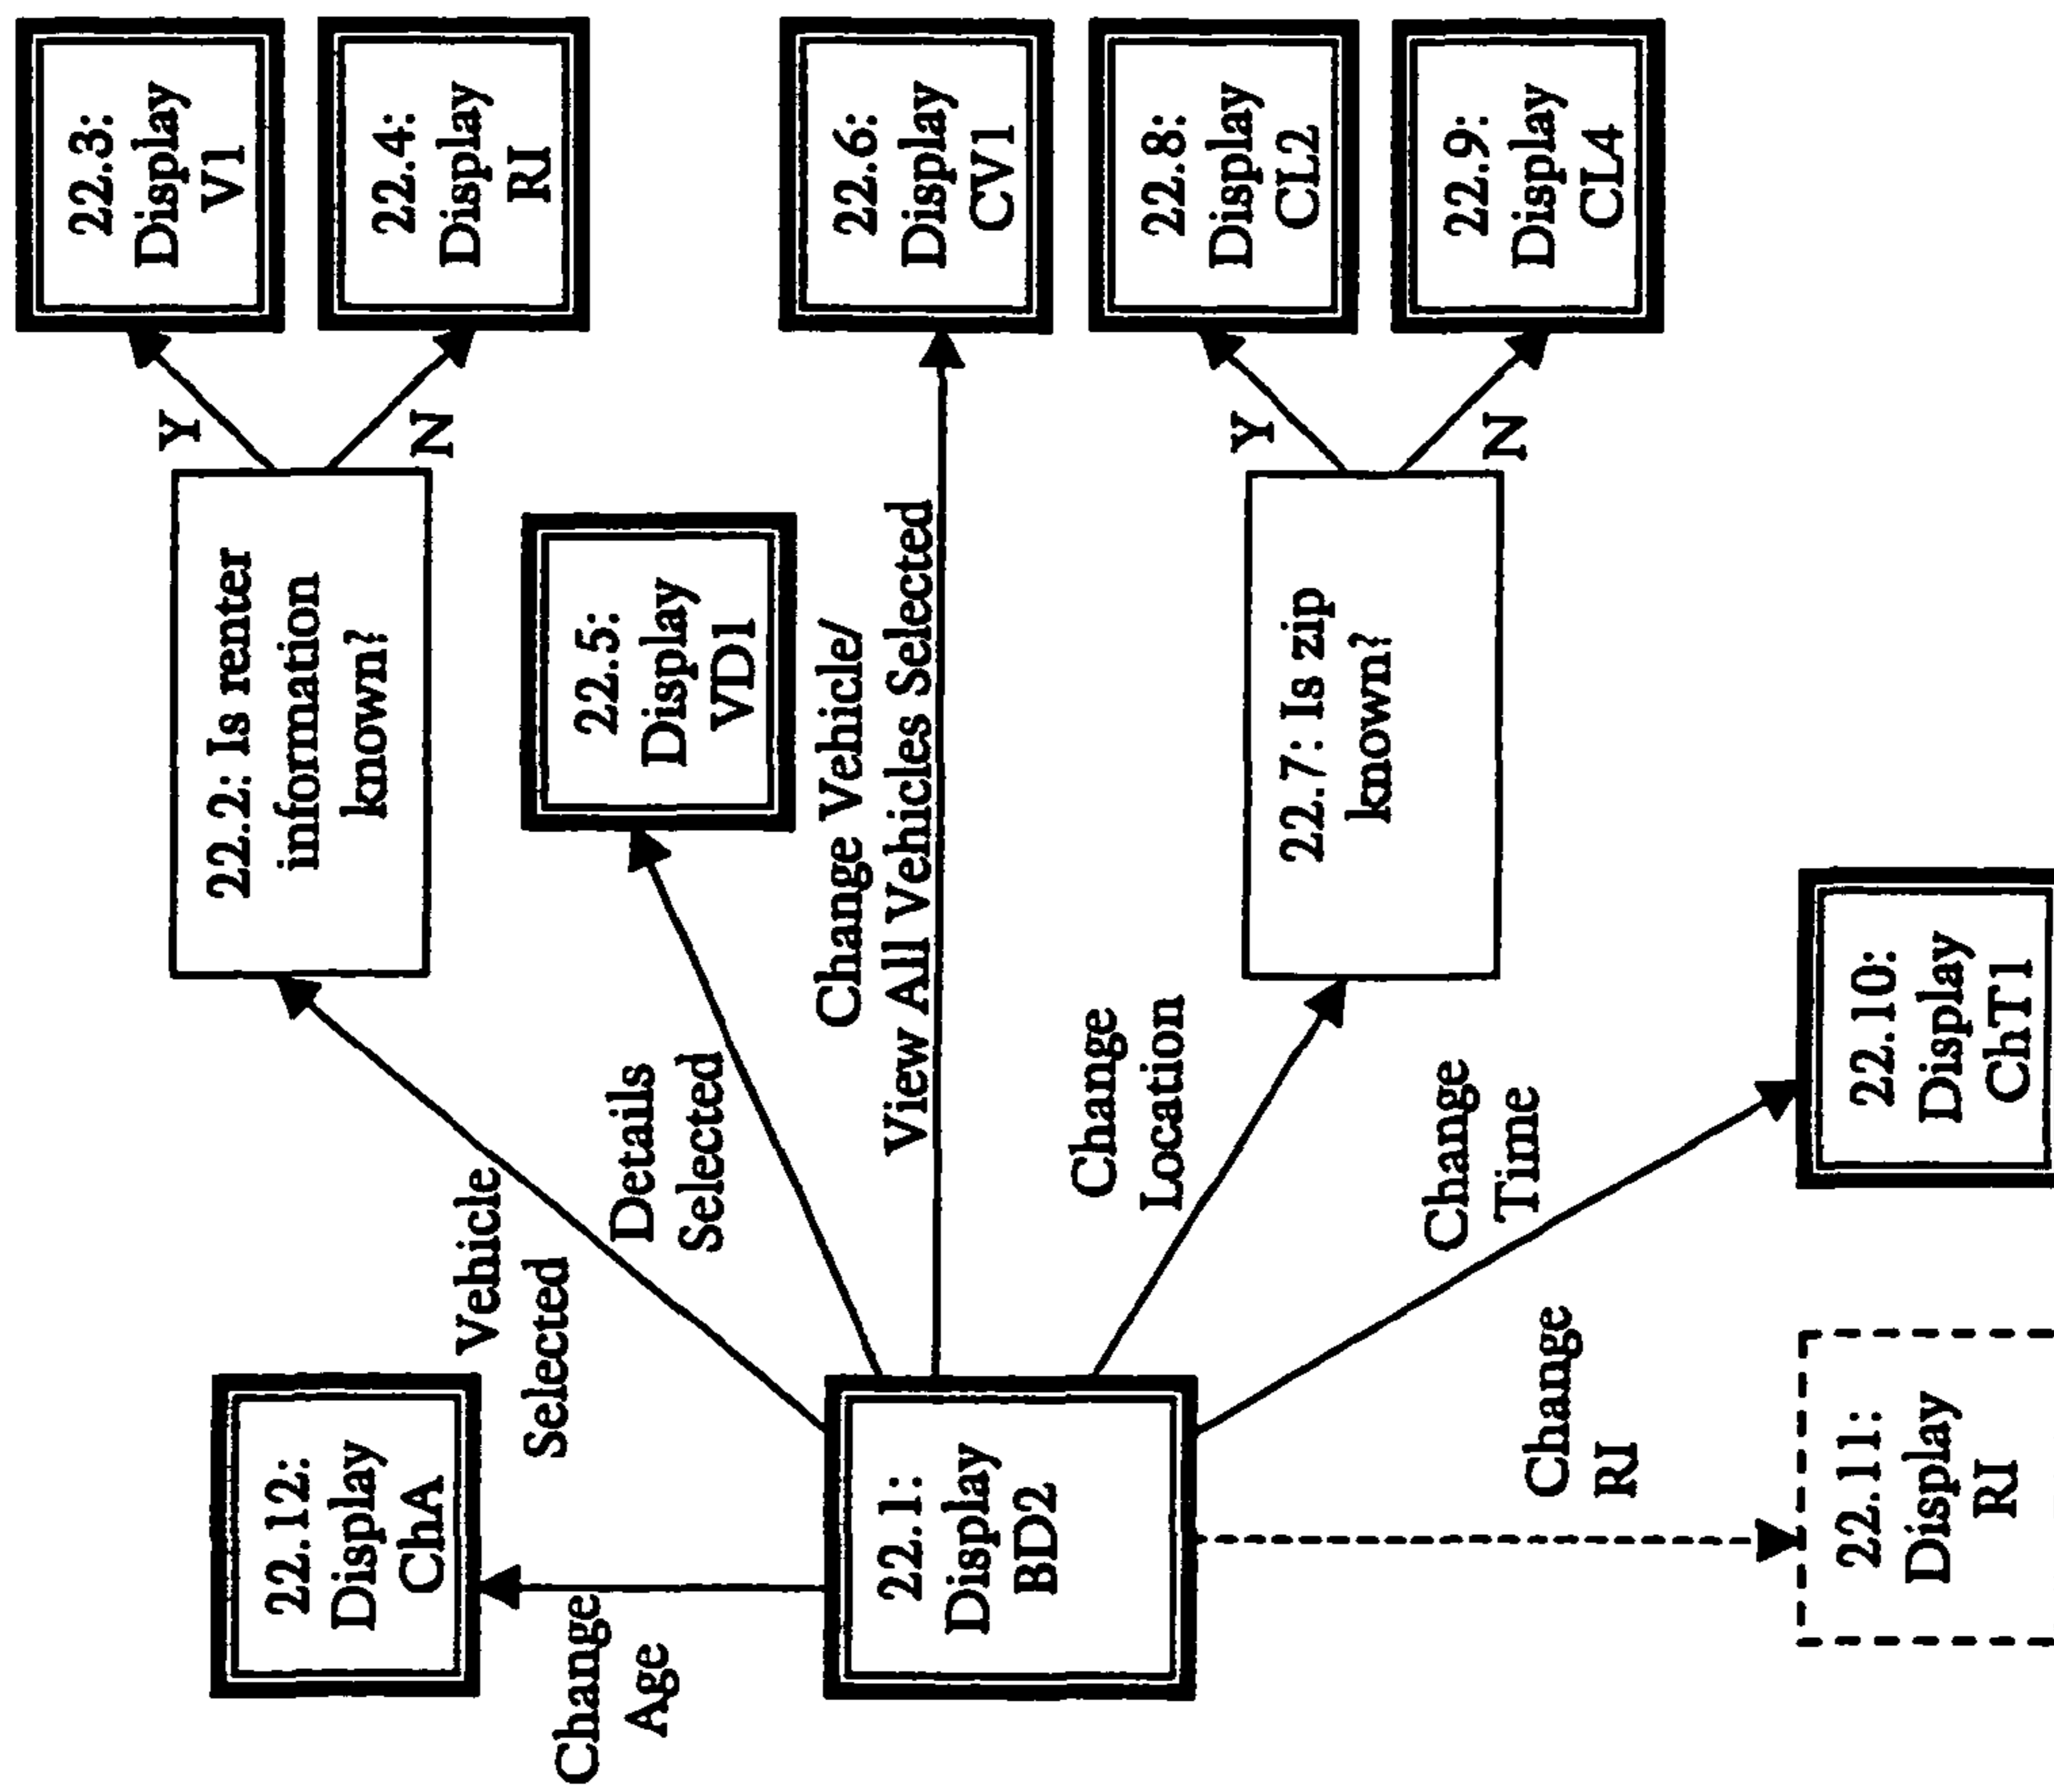 22.12:
Display
ChA
Change
Age
22.1:
Display
BD2
Vehicle
Selected
22.2: Is renter
information
known?
Y
N
22.3:
Display
V1
22.4:
Display
RI
Details
Selected
22.5:
Display
VD1
Change Vehicle/
View All Vehicles Selected
22.6:
Display
CV1
Change
Location
22.7: Is zip
known?
Y
N
22.8:
Display
CL2
22.9:
Display
CL4
Change
Time
22.10:
Display
ChT1
Change
RI
22.11:
Display
RI